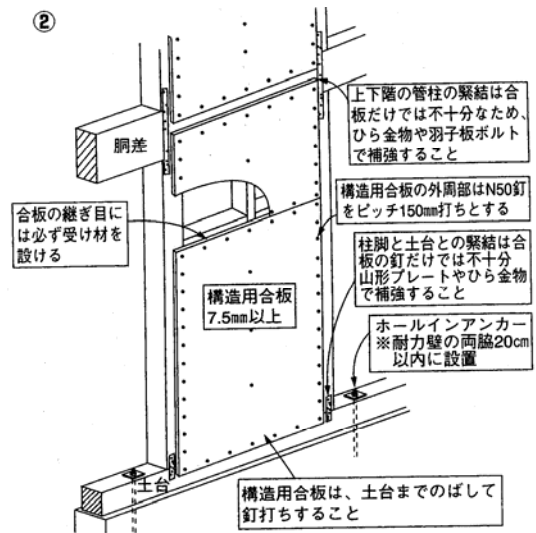 ②
上下階の管柱の緊結は合
板だけでは不十分なため、
ひら金物や羽子板ボルト
で補強すること
胴差
構造用合板の外周部はN50釘
をピッチ150mm打ちとする
合板の継ぎ目に
は必ず受け材を
設ける
柱脚と土台との緊結は合
板の釘だけでは不十分
山形プレートやひら金物
で補強すること
構造用合板
7.5mm以上
ホールインアンカー
※耐力壁の両脇20cm
以内に設置
土台
構造用合板は、土台までのばして
釘打ちすること